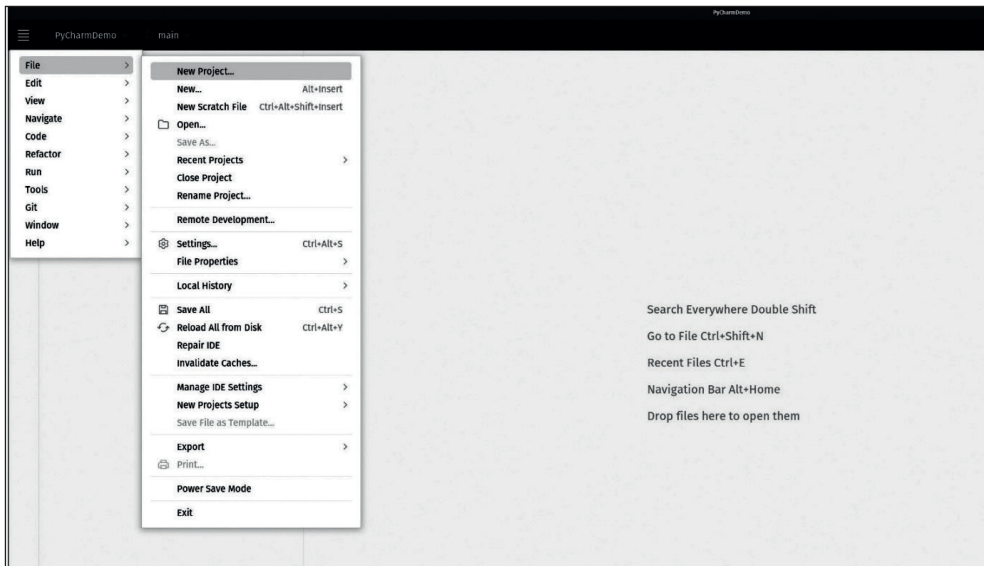 PyCharmDemo
PyCharmDemo main
File
Edit
View
Navigate
Code
Refactor
Run
Tools
Git
Window
Help
New Project...
New... Alt+Insert
New Scratch File Ctrl+Alt+Shift+Insert
Open...
Save As...
Recent Projects
Close Project
Rename Project...
Remote Development...
Settings... Ctrl+Alt+S
File Properties
Local History
Save All Ctrl+S
Reload All from Disk Ctrl+Alt+Y
Repair IDE
Invalidate Caches...
Manage IDE Settings
New Projects Setup
Save File as Template...
Export
Print...
Power Save Mode
Exit
Search Everywhere Double Shift
Go to File Ctrl+Shift+N
Recent Files Ctrl+E
Navigation Bar Alt+Home
Drop files here to open them